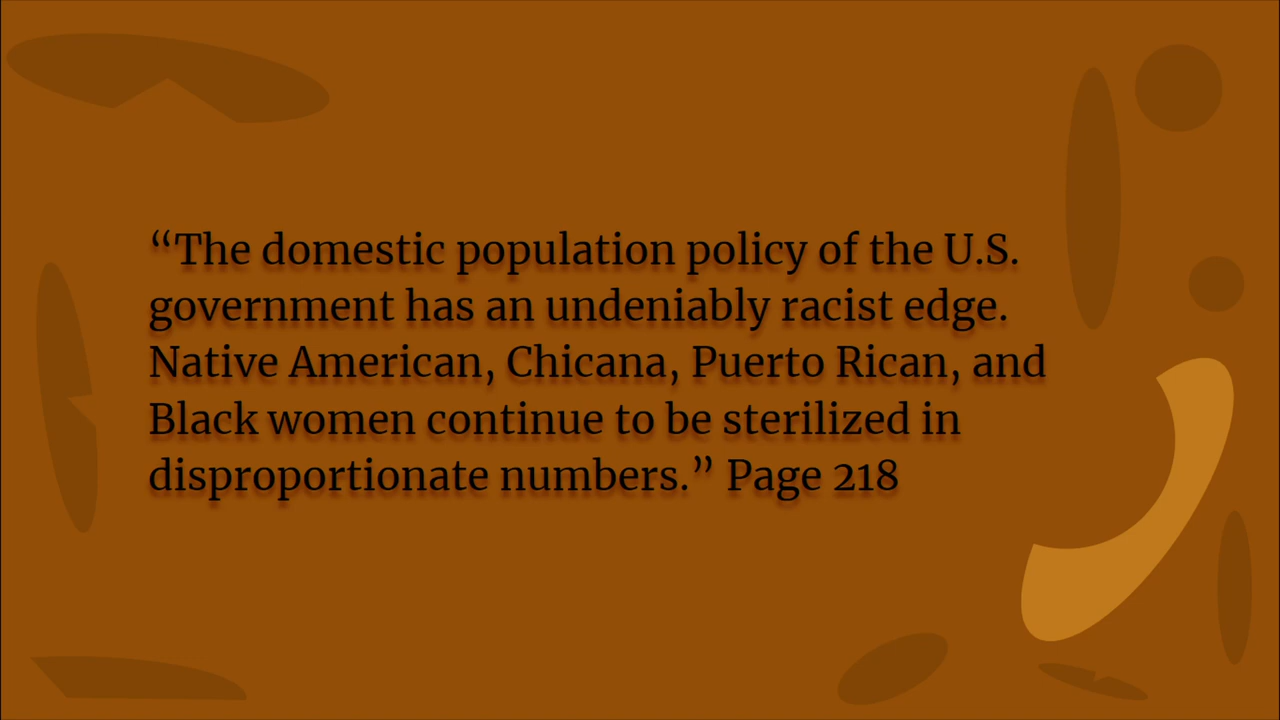 “The domestic population policy of the U.S.
government has an undeniably racist edge.
Native American, Chicana, Puerto Rican, and
Black women continue to be sterilized in
disproportionate numbers.” Page 218